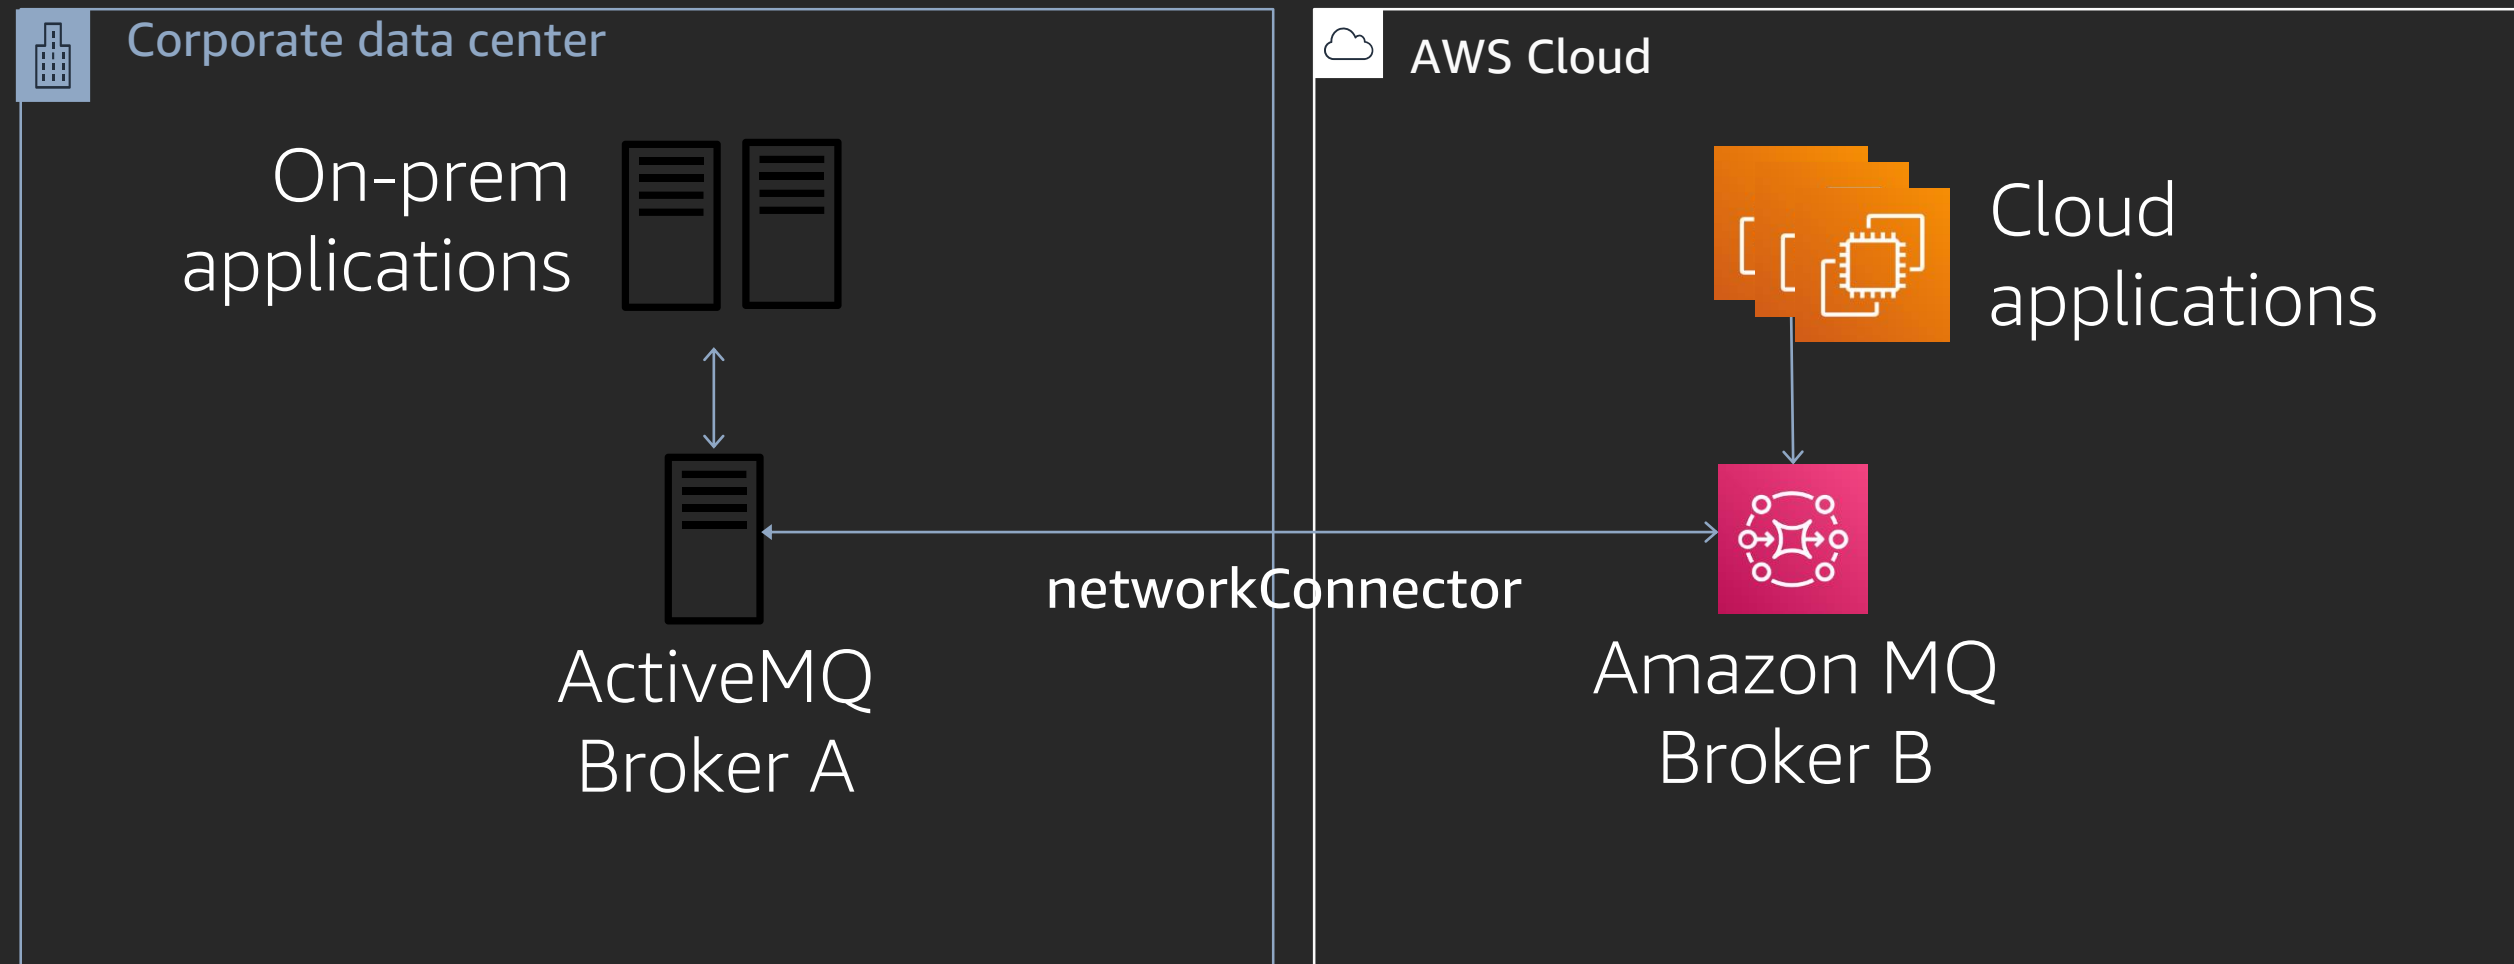 Corporate data center
AWS Cloud
On-prem
applications
Cloud
applications
networkConnector
ActiveMQ
Broker A
Amazon MQ
Broker B